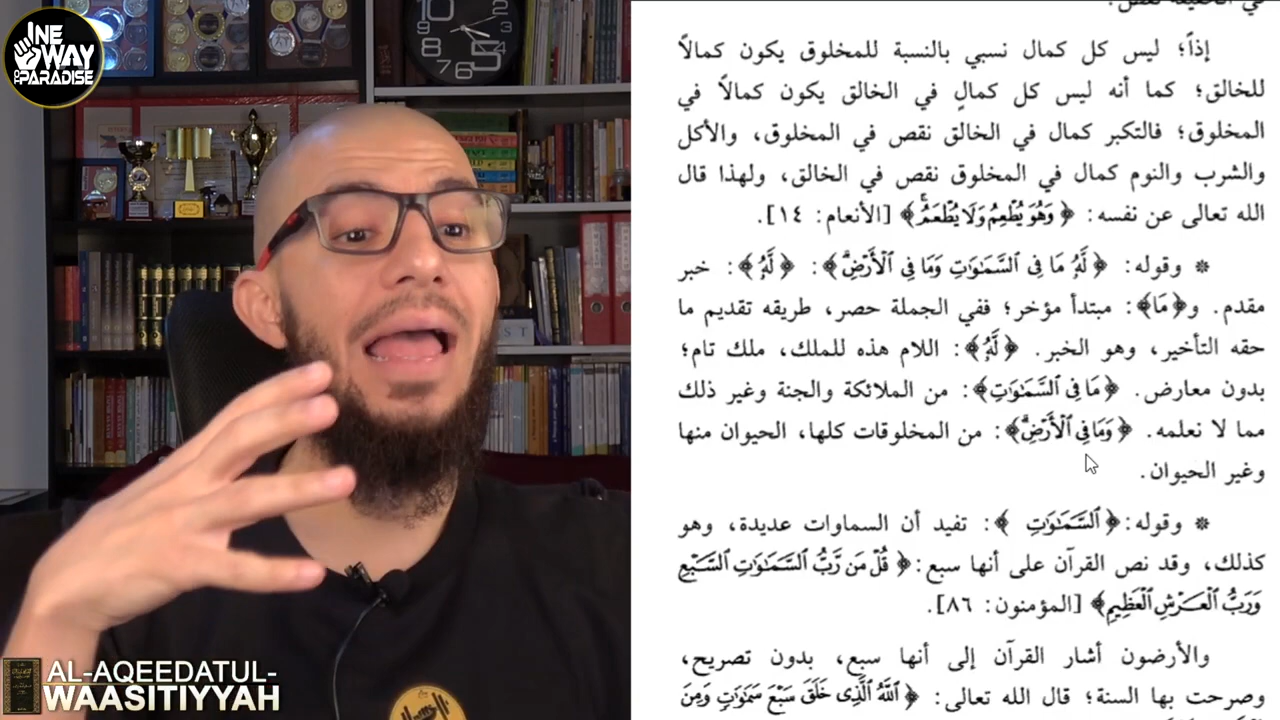 ONE
WAY
TO PARADISE
AL-AQEEDATUL-
WAASITIYYAH
في الحقيقة نقص.
إذاً؛ ليس كل كمال نسبي بالنسبة للمخلوق يكون كمالاً
للخالق؛ كما أنه ليس كل كمالٍ في الخالق يكون كمالاً في
المخلوق؛ فالتكبر كمال في الخالق نقص في المخلوق، والأكل
والشرب والنوم كمال في المخلوق نقص في الخالق، ولهذا قال
الله تعالى عن نفسه: ﴿وَهُوَ يُطْعِمُ وَلَا يُطْعَمُ﴾ [الأنعام: ١٤].
* وقوله: ﴿لَهُۥ مَا فِي ٱلسَّمَٰوَٰتِ وَمَا فِي ٱلْأَرْضِ﴾: ﴿لَهُۥ﴾: خبر
مقدم. و﴿مَا﴾: مبتدأ مؤخر؛ ففي الجملة حصر، طريقه تقديم ما
حقه التأخير، وهو الخبر. ﴿لَهُۥ﴾: اللام هذه للملك، ملك تام؛
بدون معارض. ﴿مَا فِي ٱلسَّمَٰوَٰتِ﴾: من الملائكة والجنة وغير ذلك
مما لا نعلمه. ﴿وَمَا فِي ٱلْأَرْضِ﴾: من المخلوقات كلها، الحيوان منها
وغير الحيوان.
* وقوله: ﴿ٱلسَّمَٰوَٰتِ﴾: تفيد أن السماوات عديدة، وهو
كذلك، وقد نص القرآن على أنها سبع: ﴿قُلْ مَن رَّبُّ ٱلسَّمَٰوَٰتِ ٱلسَّبْعِ
وَرَبُّ ٱلْعَرْشِ ٱلْعَظِيمِ﴾ [المؤمنون: ٨٦].
والأرضون أشار القرآن إلى أنها سبع، بدون تصريح،
وصرحت بها السنة؛ قال الله تعالى: ﴿ٱللَّهُ ٱلَّذِي خَلَقَ سَبْعَ سَمَٰوَٰتٍ وَمِنَ